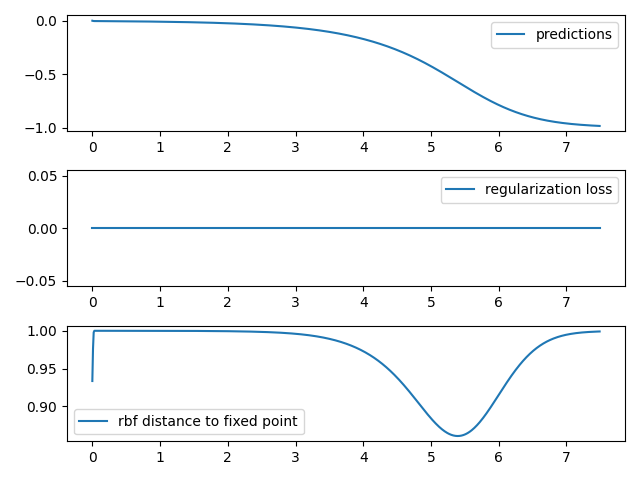 0.0
−0.5
−1.0
predictions
0 1 2 3 4 5 6 7
0.05
0.00
−0.05
regularization loss
0 1 2 3 4 5 6 7
1.00
0.95
0.90
rbf distance to fixed point
0 1 2 3 4 5 6 7